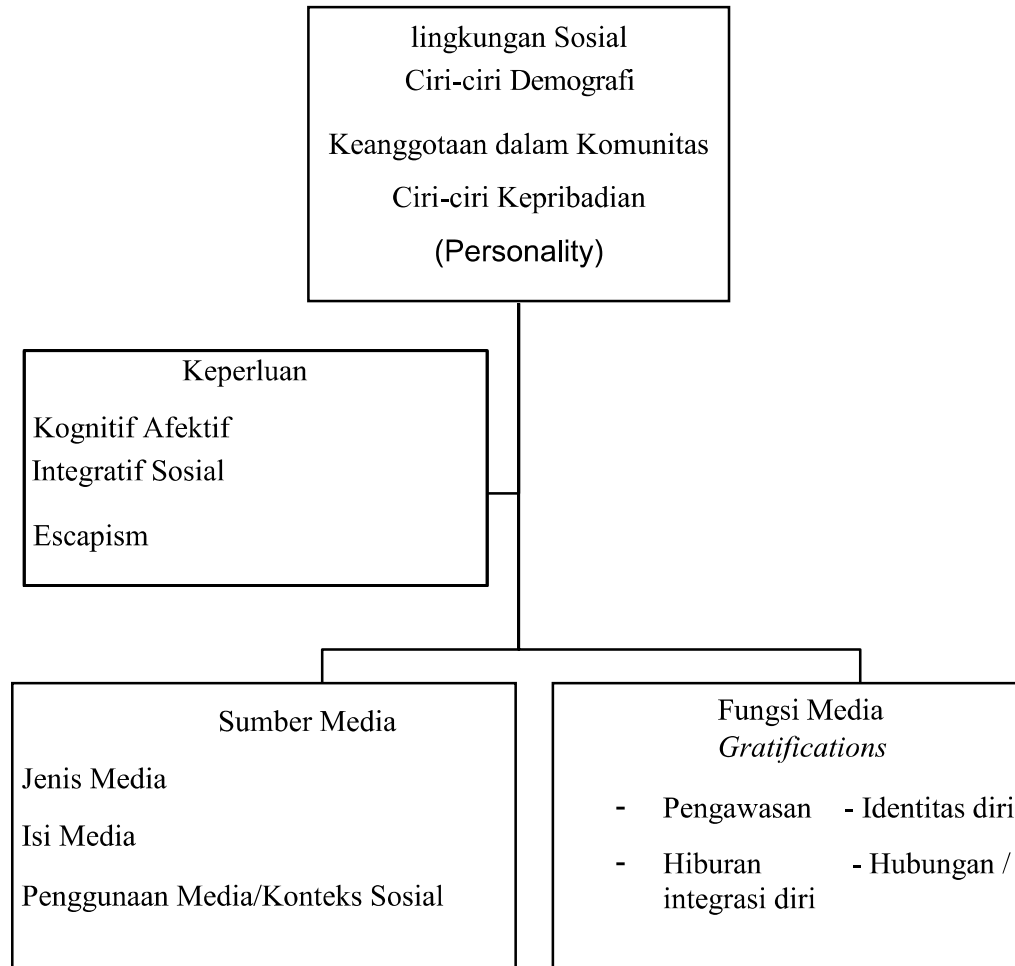 lingkungan Sosial
Ciri-ciri Demografi
Keanggotaan dalam Komunitas
Ciri-ciri Kepribadian
(Personality)
Keperluan
Kognitif Afektif
Integratif Sosial
Escapism
Sumber Media
Jenis Media
Isi Media
Penggunaan Media/Konteks Sosial
Fungsi Media
Gratifications
- Pengawasan - Identitas diri
- Hiburan - Hubungan /
integrasi diri